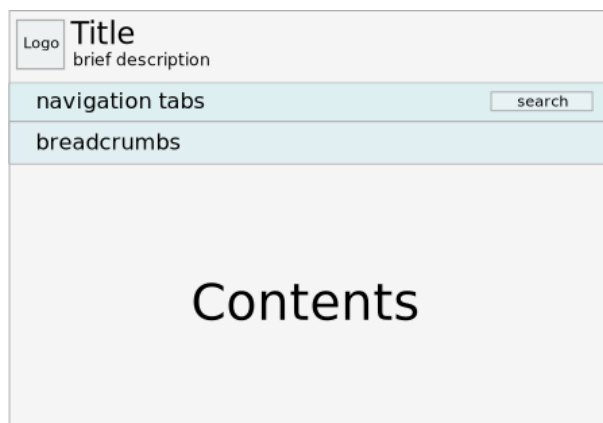 Logo
Title
brief description
navigation tabs
search
breadcrumbs
Contents